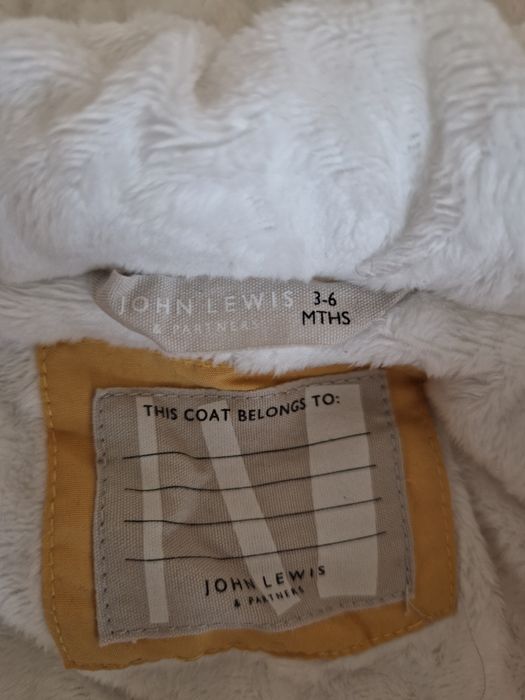 JOHN LEWIS 3-6
& PARTNERS MTHS
THIS COAT BELONGS TO:
JOHN LEWIS
& PARTNERS